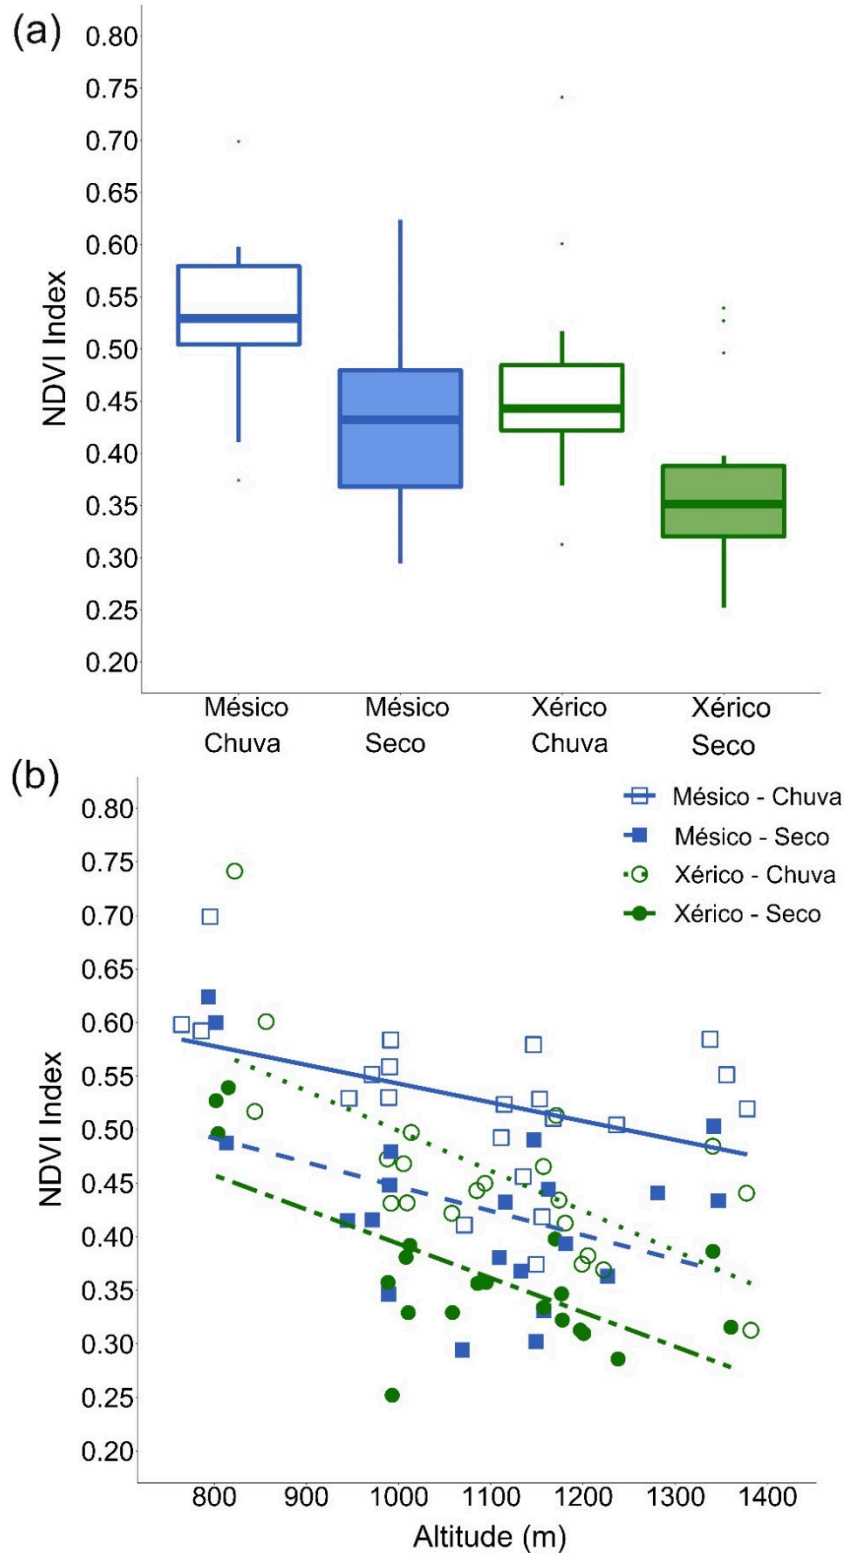 (a)
NDVI Index
0.80
0.75
0.70
0.65
0.60
0.55
0.50
0.45
0.40
0.35
0.30
0.25
0.20
Mésico Chuva
Mésico Seco
Xérico Chuva
Xérico Seco
(b)
NDVI Index
0.80
0.75
0.70
0.65
0.60
0.55
0.50
0.45
0.40
0.35
0.30
0.25
0.20
Mésico - Chuva
Mésico - Seco
Xérico - Chuva
Xérico - Seco
800 900 1000 1100 1200 1300 1400
Altitude (m)